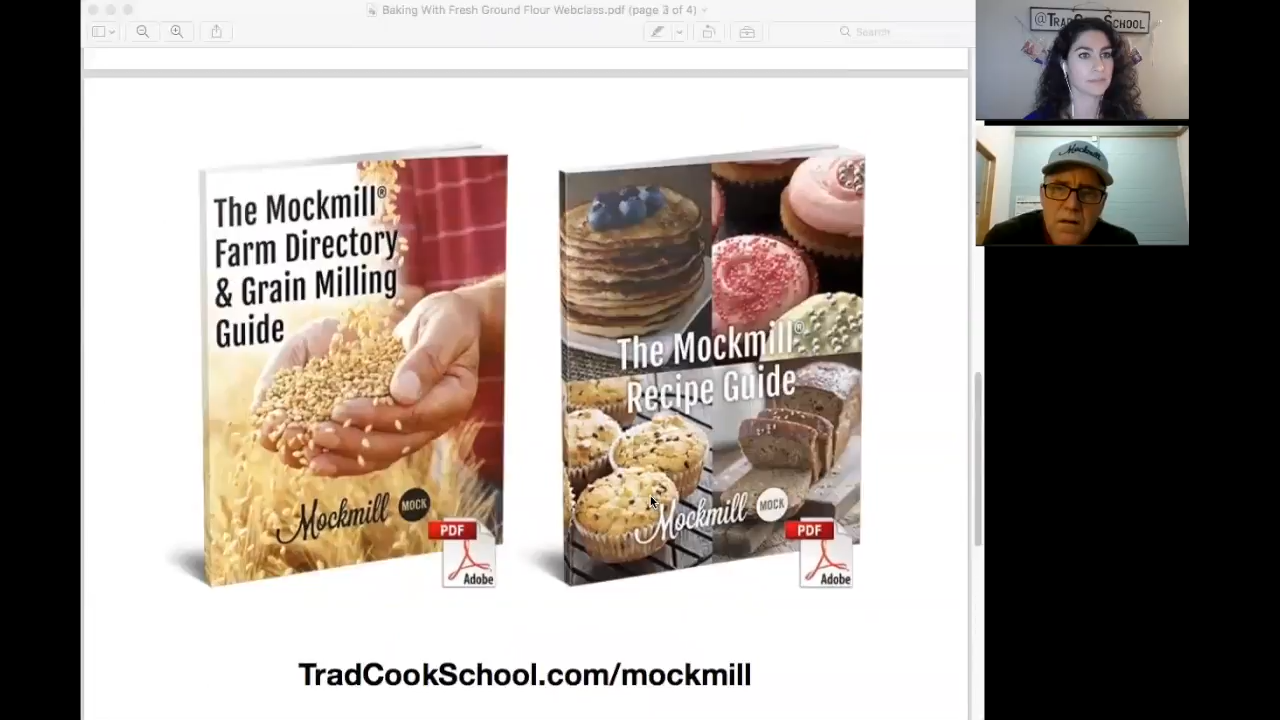 Baking With Fresh Ground Flour Webclass.pdf (page 3 of 4)
Search
@TRADCOOKSCHOOL
Mockmill
The Mockmill®
Farm Directory
& Grain Milling
Guide
Mockmill MOCK
PDF
Adobe
The Mockmill®
Recipe Guide
Mockmill MOCK
PDF
Adobe
TradCookSchool.com/mockmill